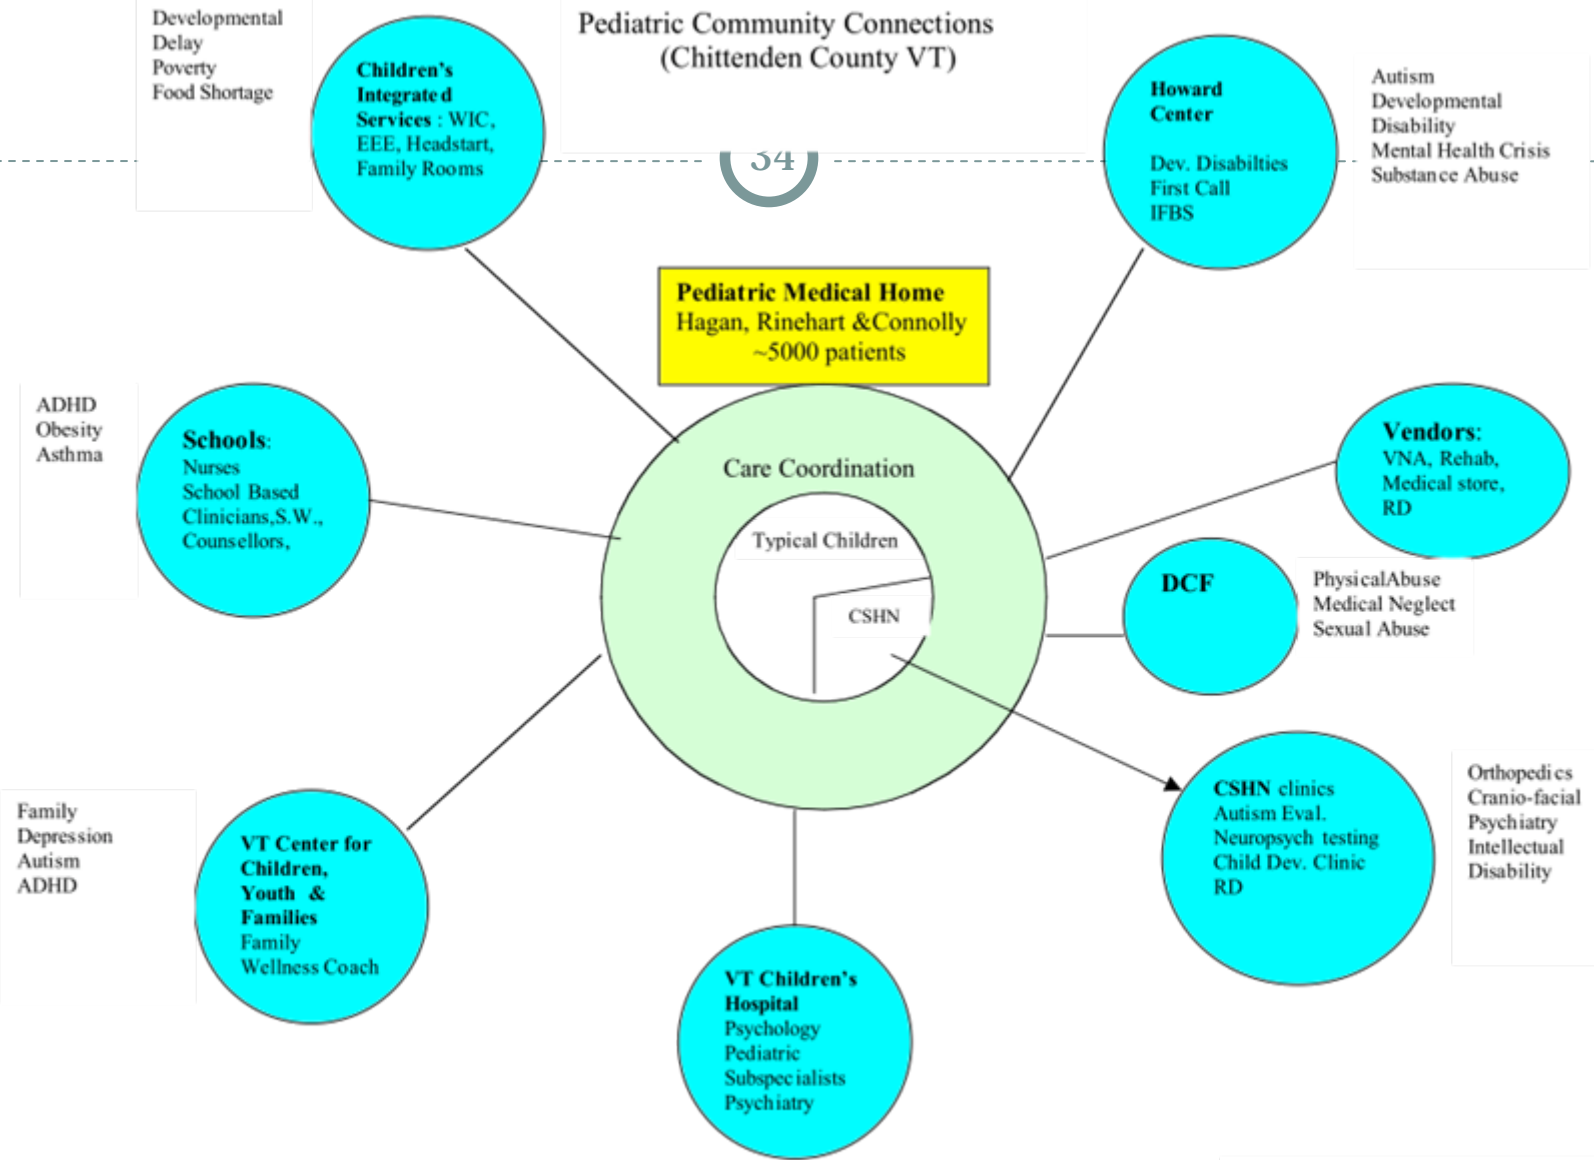 Pediatric Community Connections
(Chittenden County VT)
34
Developmental
Delay
Poverty
Food Shortage
Children's
Integrated
Services : WIC,
EEE, Headstart,
Family Rooms
Howard
Center
Dev. Disabilties
First Call
IFBS
Autism
Developmental
Disability
Mental Health Crisis
Substance Abuse
Pediatric Medical Home
Hagan, Rinehart &Connolly
~5000 patients
ADHD
Obesity
Asthma
Schools:
Nurses
School Based
Clinicians,S.W.,
Counsellors,
Care Coordination
Typical Children
CSHN
Vendors:
VNA, Rehab,
Medical store,
RD
DCF
PhysicalAbuse
Medical Neglect
Sexual Abuse
Family
Depression
Autism
ADHD
VT Center for
Children,
Youth &
Families
Family
Wellness Coach
VT Children's
Hospital
Psychology
Pediatric
Subspecialists
Psychiatry
CSHN clinics
Autism Eval.
Neuropsych testing
Child Dev. Clinic
RD
Orthopedics
Cranio-facial
Psychiatry
Intellectual
Disability